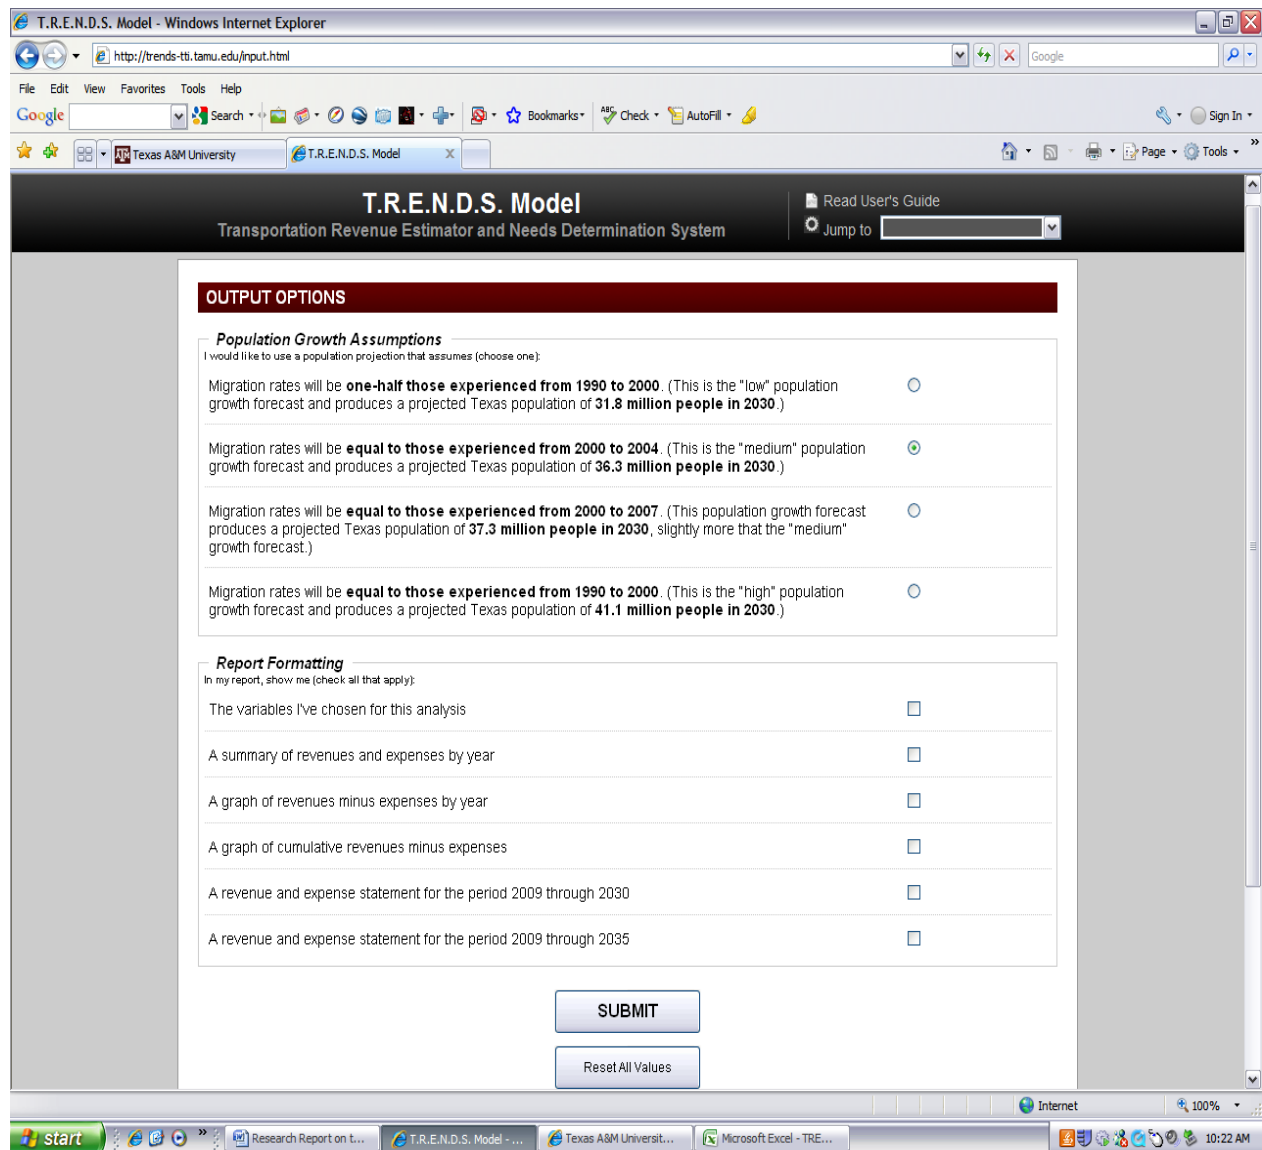 T.R.E.N.D.S. Model - Windows Internet Explorer
http://trends-tti.tamu.edu/input.html
Google
File Edit View Favorites Tools Help
Google Search Bookmarks ABC Check AutoFill Sign In
Texas A&M University T.R.E.N.D.S. Model X Page Tools
T.R.E.N.D.S. Model
Transportation Revenue Estimator and Needs Determination System
Read User's Guide
Jump to
OUTPUT OPTIONS
Population Growth Assumptions
I would like to use a population projection that assumes (choose one):
Migration rates will be one-half those experienced from 1990 to 2000. (This is the "low" population
growth forecast and produces a projected Texas population of 31.8 million people in 2030.)
Migration rates will be equal to those experienced from 2000 to 2004. (This is the "medium" population
growth forecast and produces a projected Texas population of 36.3 million people in 2030.)
Migration rates will be equal to those experienced from 2000 to 2007. (This population growth forecast
produces a projected Texas population of 37.3 million people in 2030, slightly more that the "medium"
growth forecast.)
Migration rates will be equal to those experienced from 1990 to 2000. (This is the "high" population
growth forecast and produces a projected Texas population of 41.1 million people in 2030.)
Report Formatting
In my report, show me (check all that apply):
The variables I've chosen for this analysis
A summary of revenues and expenses by year
A graph of revenues minus expenses by year
A graph of cumulative revenues minus expenses
A revenue and expense statement for the period 2009 through 2030
A revenue and expense statement for the period 2009 through 2035
SUBMIT
Reset All Values
Internet 100%
start Research Report on t... T.R.E.N.D.S. Model - ... Texas A&M Universit... Microsoft Excel - TRE... 10:22 AM